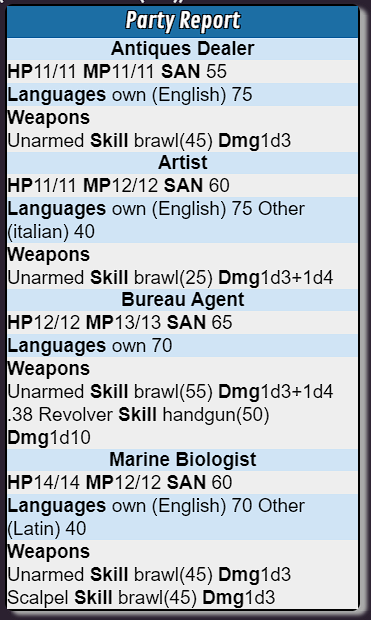 Party Report
Antiques Dealer
HP11/11 MP11/11 SAN 55
Languages own (English) 75
Weapons
Unarmed Skill brawl(45) Dmg1d3
Artist
HP11/11 MP12/12 SAN 60
Languages own (English) 75 Other
(italian) 40
Weapons
Unarmed Skill brawl(25) Dmg1d3+1d4
Bureau Agent
HP12/12 MP13/13 SAN 65
Languages own 70
Weapons
Unarmed Skill brawl(55) Dmg1d3+1d4
.38 Revolver Skill handgun(50)
Dmg1d10
Marine Biologist
HP14/14 MP12/12 SAN 60
Languages own (English) 70 Other
(Latin) 40
Weapons
Unarmed Skill brawl(45) Dmg1d3
Scalpel Skill brawl(45) Dmg1d3